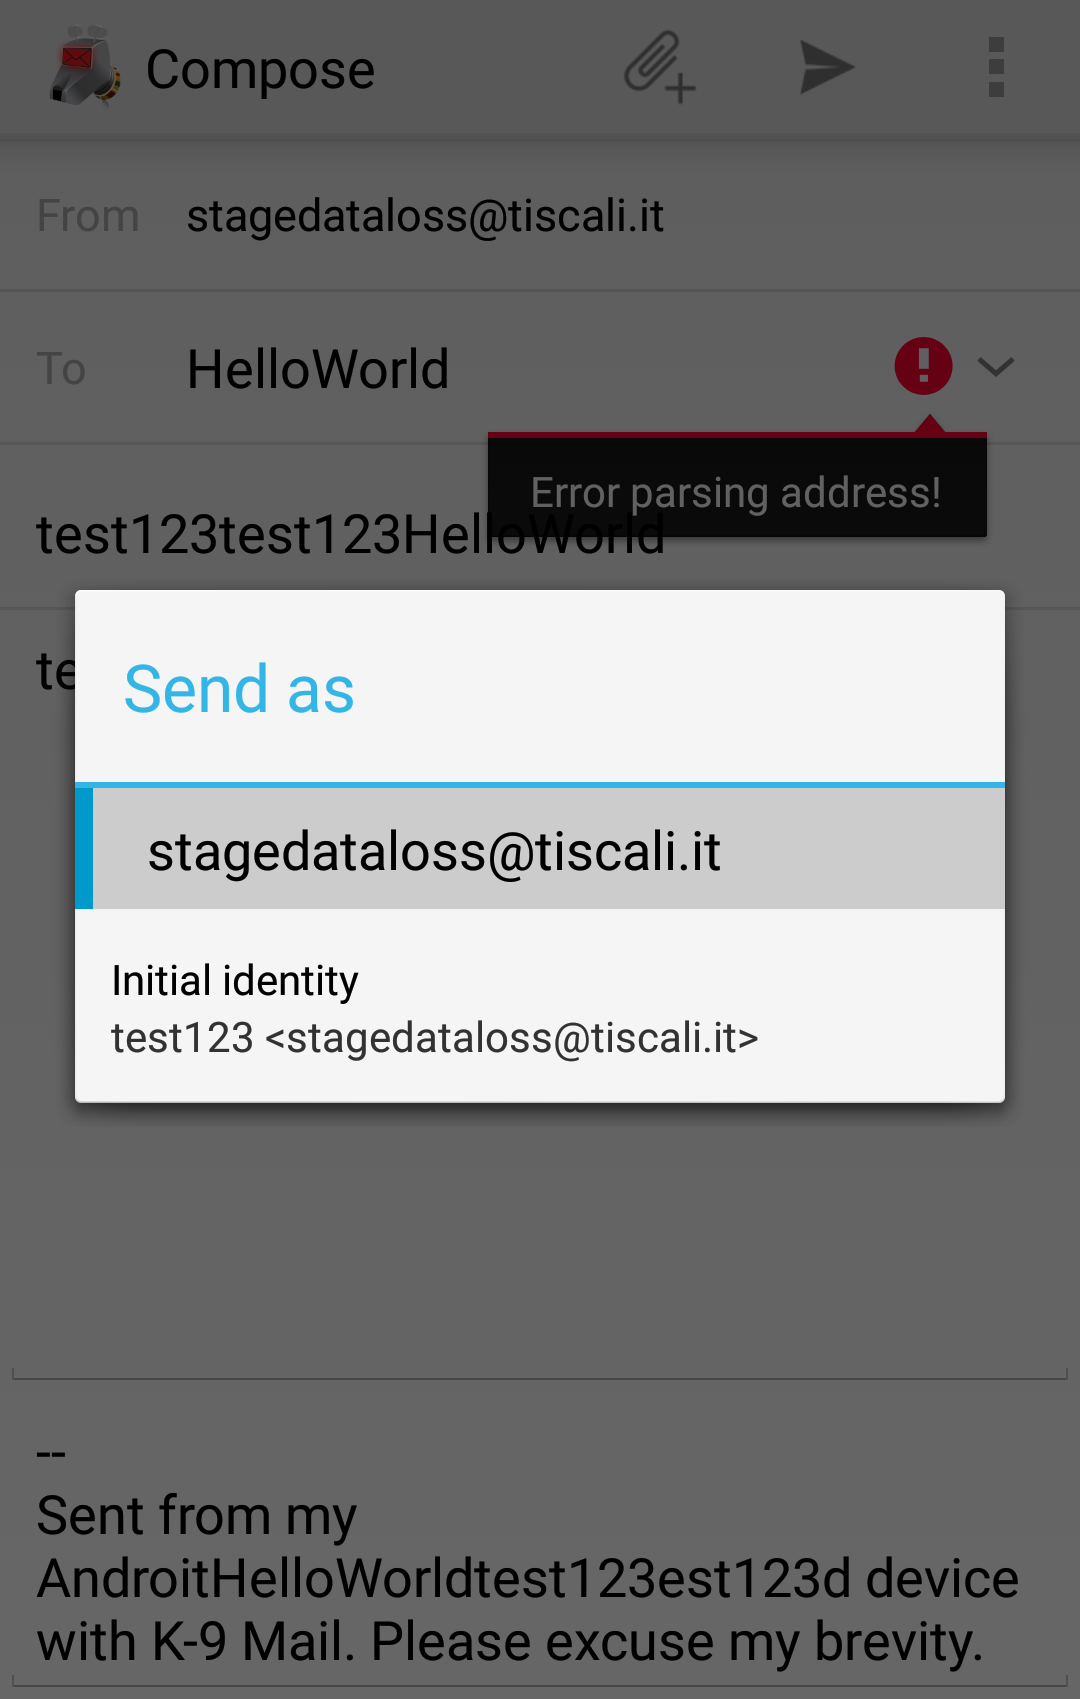 Compose
From stagedataloss@tiscali.it
To HelloWorld
Error parsing address!
test123test123HelloWorld
te
Send as
stagedataloss@tiscali.it
Initial identity
test123 <stagedataloss@tiscali.it>
--
Sent from my
AndroitHelloWorldtest123est123d device
with K-9 Mail. Please excuse my brevity.